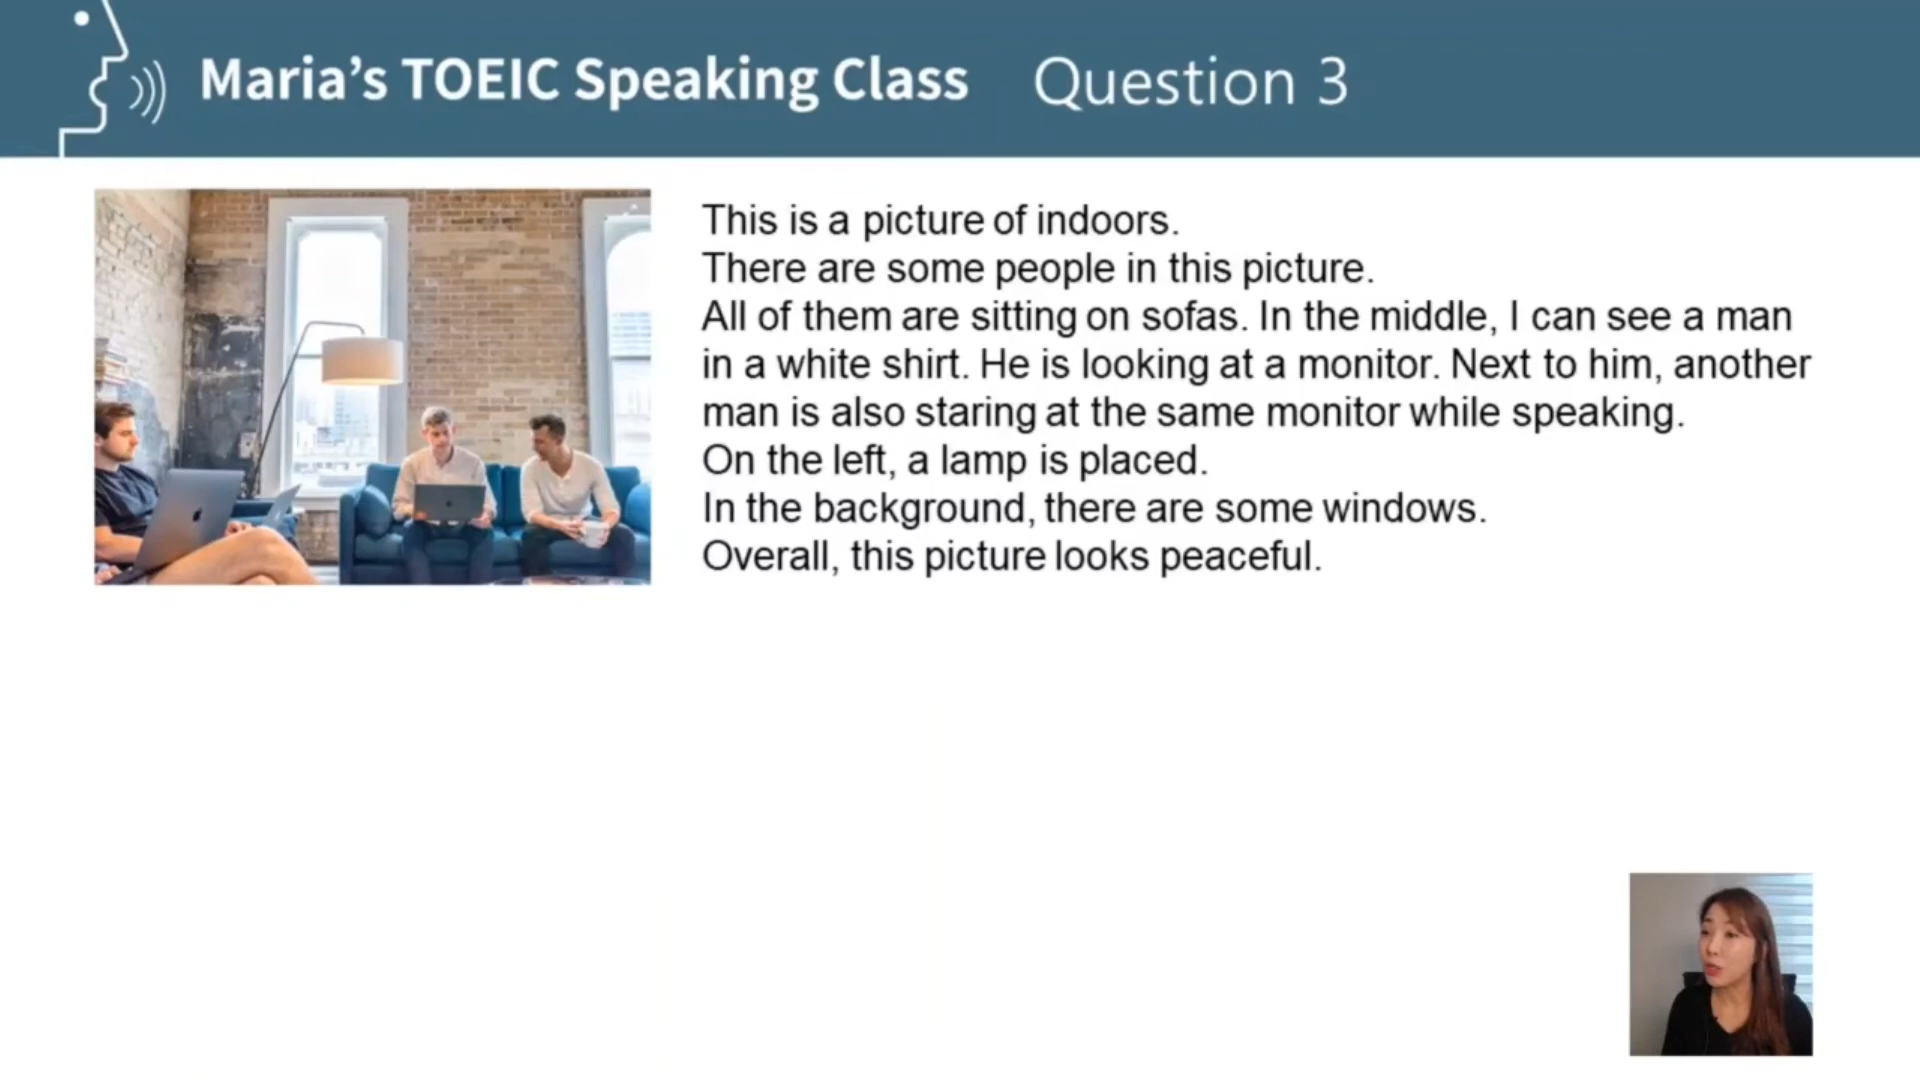 Maria's TOEIC Speaking Class Question 3
This is a picture of indoors.
There are some people in this picture.
All of them are sitting on sofas. In the middle, I can see a man
in a white shirt. He is looking at a monitor. Next to him, another
man is also staring at the same monitor while speaking.
On the left, a lamp is placed.
In the background, there are some windows.
Overall, this picture looks peaceful.